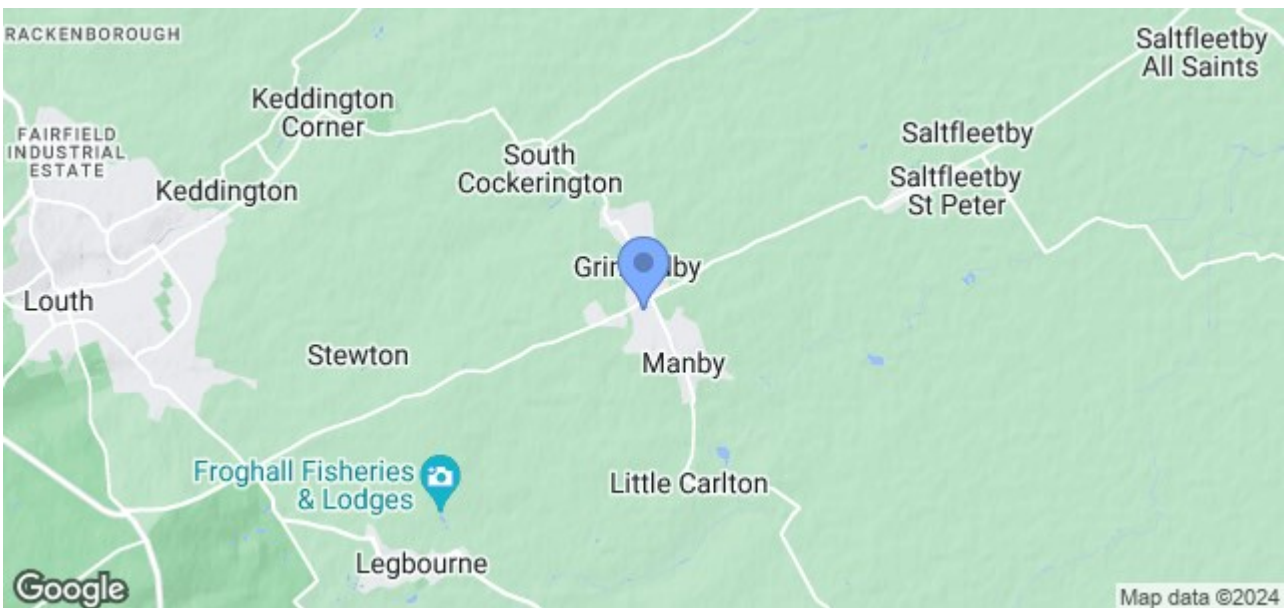 RACKENBOROUGH
Saltfleetby
All Saints
Keddington
Corner
FAIRFIELD
INDUSTRIAL
ESTATE
Saltfleetby
South
Cockerington
Keddington
Saltfleetby
St Peter
Louth
Stewton
Manby
Froghall Fisheries
& Lodges
Little Carlton
Legbourne
Google
Map data ©2024